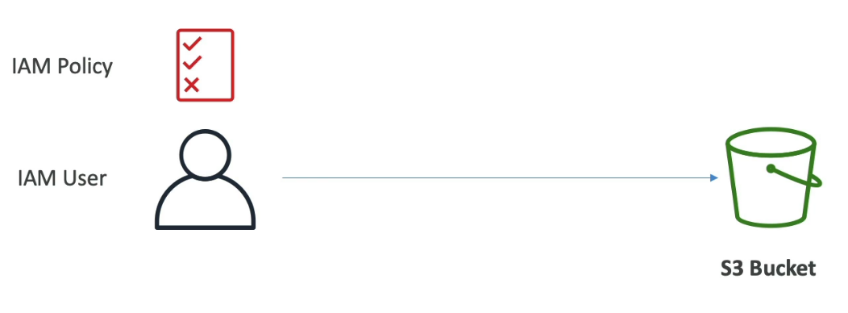 IAM Policy
IAM User
S3 Bucket